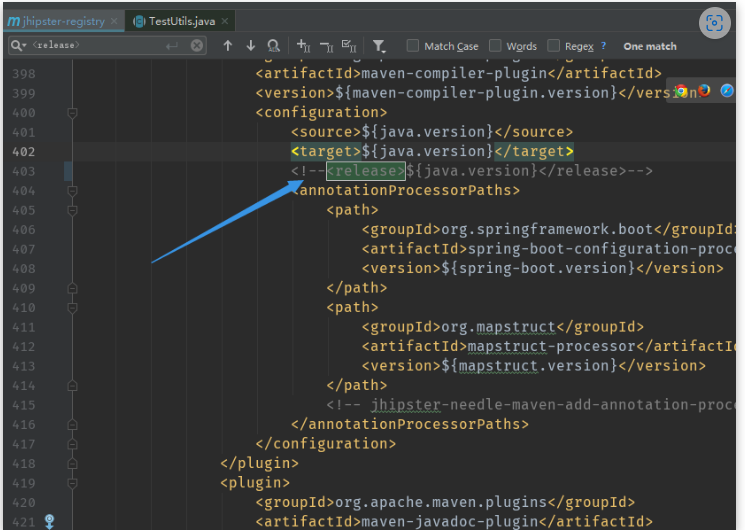 jhipster-registry × TestUtils.java ×
<release> Match Case Words Regex ? One match
398 <artifactId>maven-compiler-plugin</artifactId>
399 <version>${maven-compiler-plugin.version}</version>
400 <configuration>
401 <source>${java.version}</source>
402 <target>${java.version}</target>
403 <!--<release>${java.version}</release>-->
404 <annotationProcessorPaths>
405 <path>
406 <groupId>org.springframework.boot</groupId>
407 <artifactId>spring-boot-configuration-proc
408 <version>${spring-boot.version}</version>
409 </path>
410 <path>
411 <groupId>org.mapstruct</groupId>
412 <artifactId>mapstruct-processor</artifactId
413 <version>${mapstruct.version}</version>
414 </path>
415 <!-- jhipster-needle-maven-add-annotation-proc
416 </annotationProcessorPaths>
417 </configuration>
418 </plugin>
419 <plugin>
420 <groupId>org.apache.maven.plugins</groupId>
421 <artifactId>maven-javadoc-plugin</artifactId>